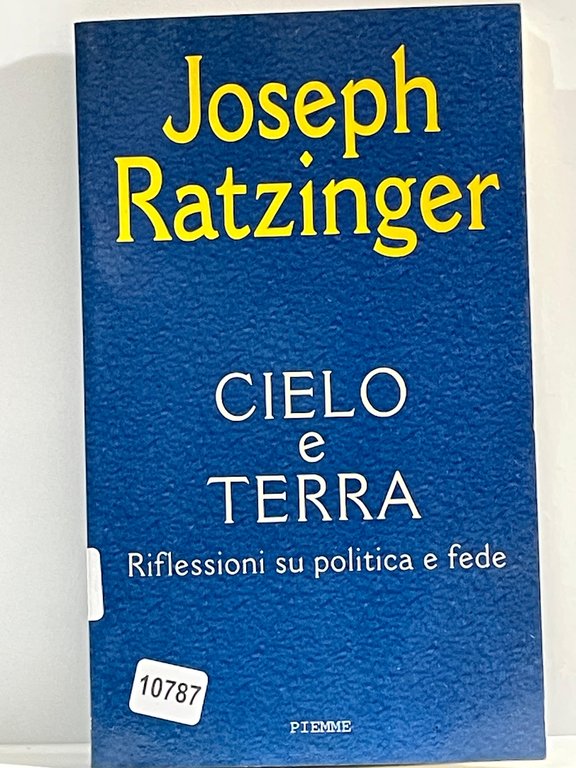 Joseph
Ratzinger
CIELO
e
TERRA
Riflessioni su politica e fede
10787
PIEMME